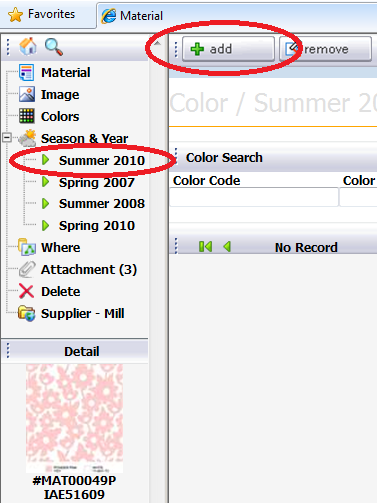 Favorites
Material
add
remove
Material
Image
Colors
Season & Year
Summer 2010
Spring 2007
Summer 2008
Spring 2010
Where
Attachment (3)
Delete
Supplier - Mill
Detail
#MAT00049P
IAE51609
Color / Summer 20
Color Search
Color Code
Color
No Record